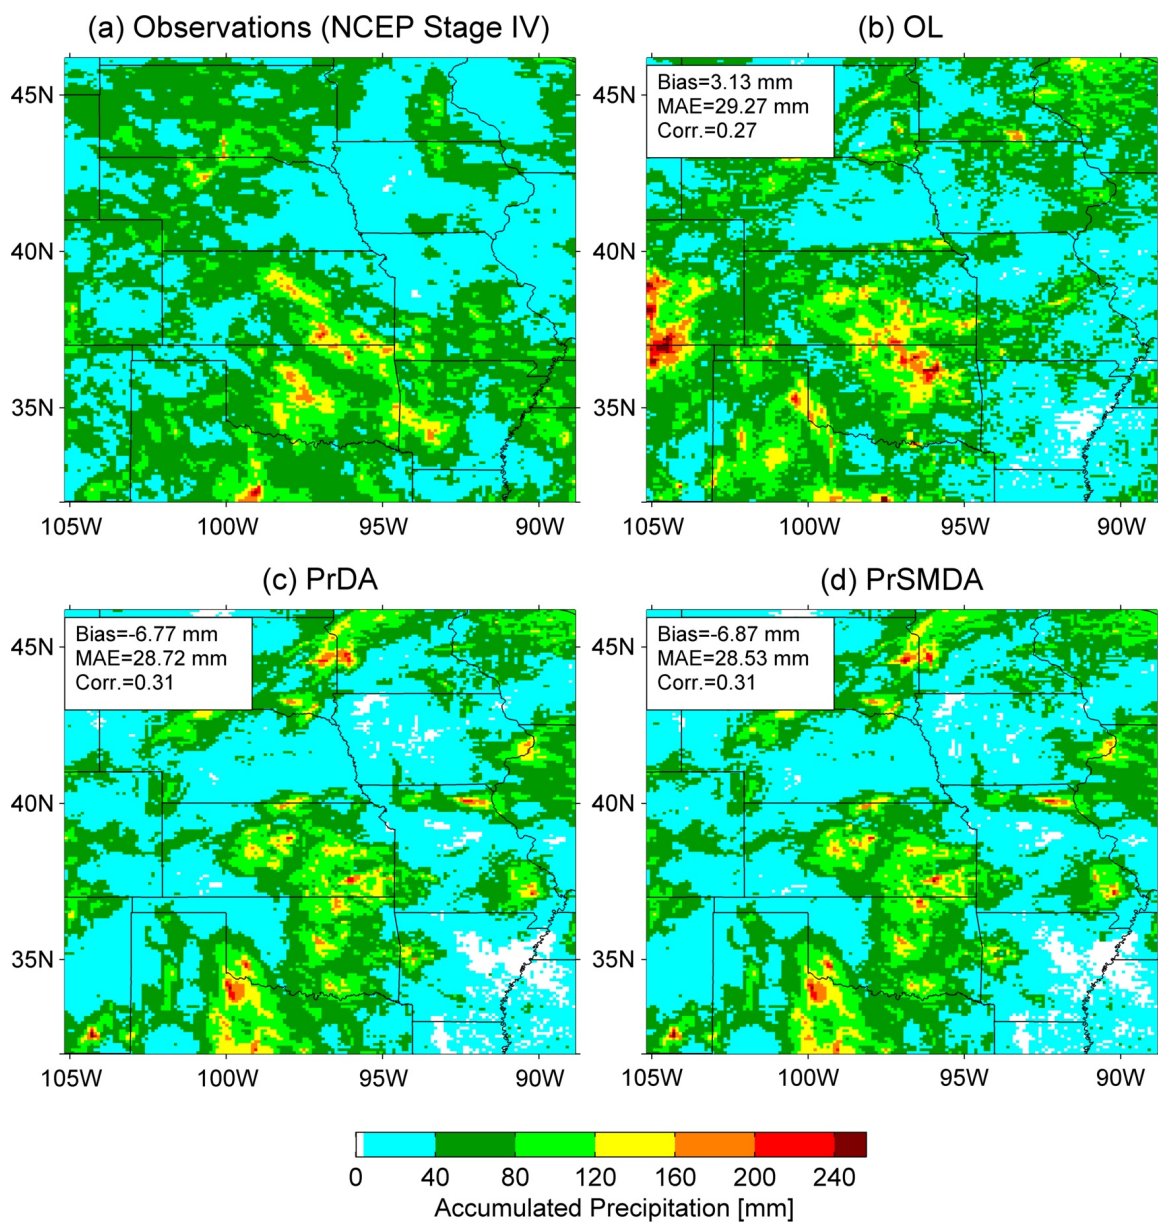 (a) Observations (NCEP Stage IV)
(b) OL
45N
40N
35N
105W 100W 95W 90W
Bias=3.13 mm
MAE=29.27 mm
Corr.=0.27
45N
40N
35N
105W 100W 95W 90W
(c) PrDA
(d) PrSMDA
Bias=-6.77 mm
MAE=28.72 mm
Corr.=0.31
45N
40N
35N
105W 100W 95W 90W
Bias=-6.87 mm
MAE=28.53 mm
Corr.=0.31
45N
40N
35N
105W 100W 95W 90W
0 40 80 120 160 200 240
Accumulated Precipitation [mm]